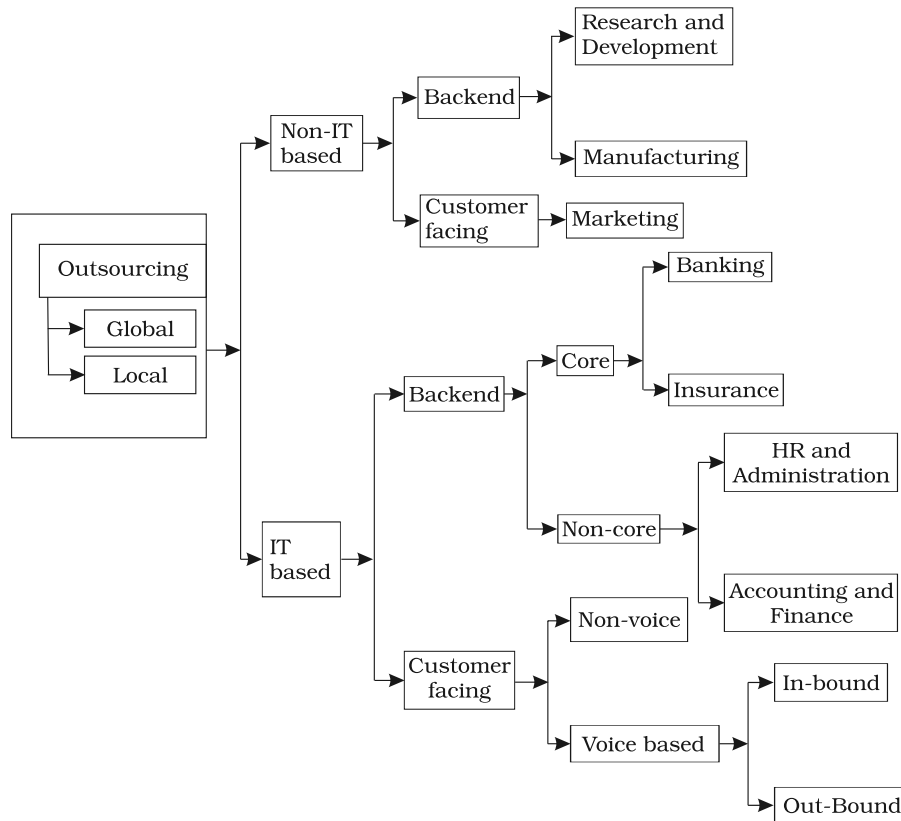 Research and
Development
Backend
Non-IT
based
Manufacturing
Customer
facing
Marketing
Outsourcing
Global
Local
Banking
Core
Backend
Insurance
HR and
Administration
Non-core
IT
based
Accounting and
Finance
Non-voice
Customer
facing
In-bound
Voice based
Out-Bound